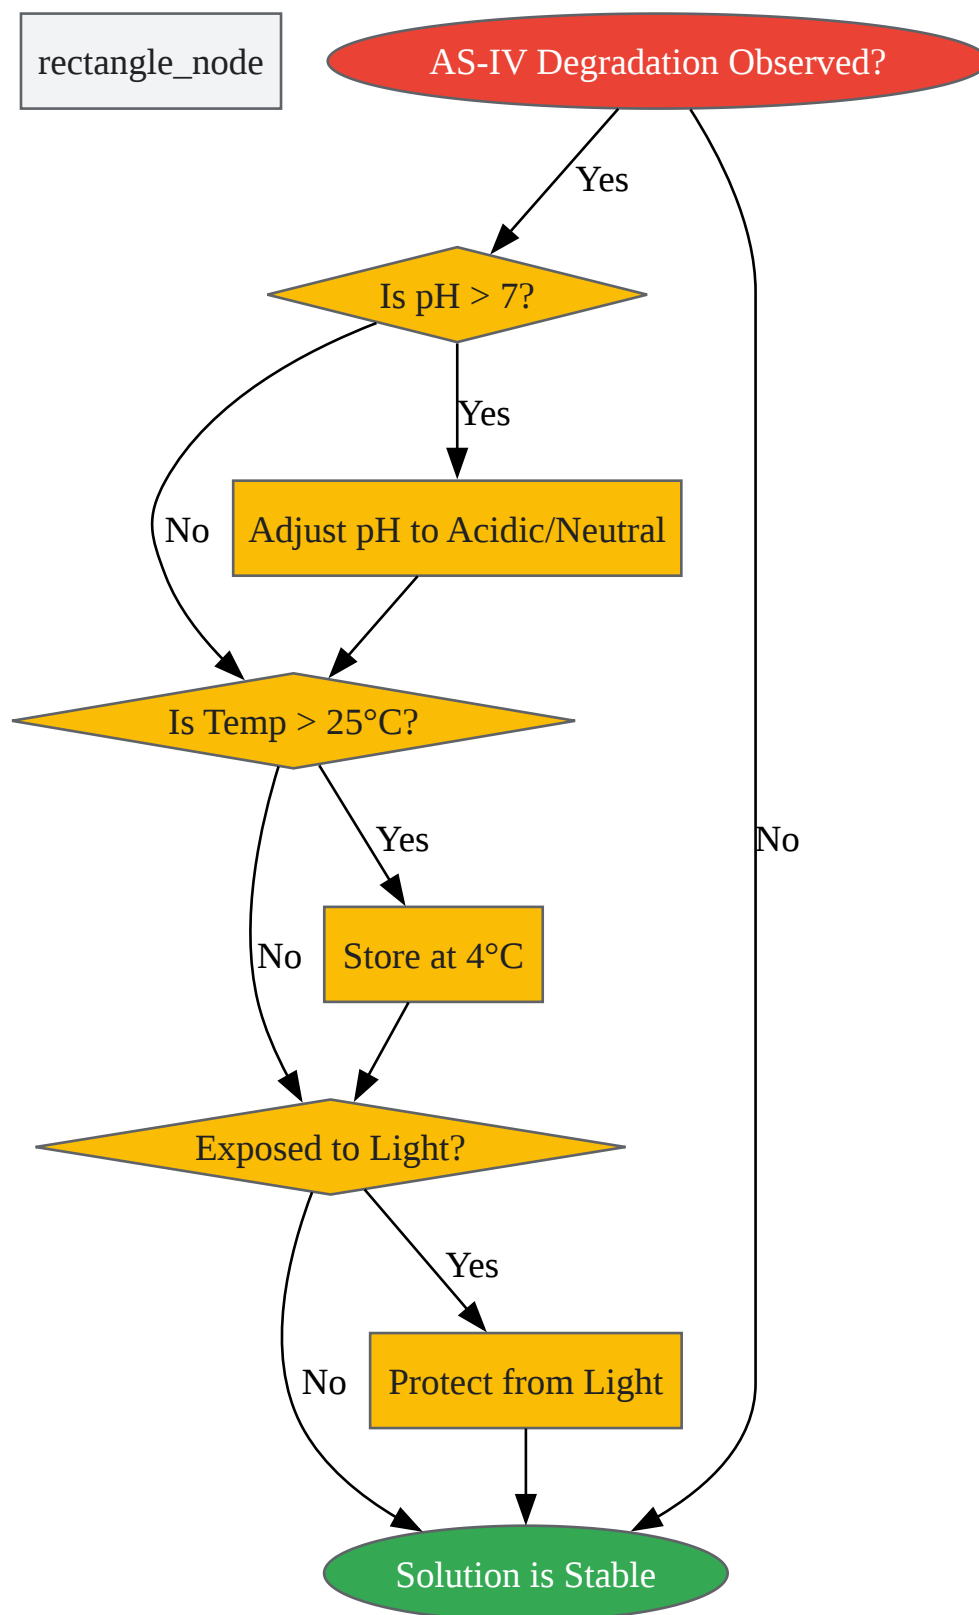 rectangle_node
AS-IV Degradation Observed?
Yes
Is pH > 7?
Yes
No
Adjust pH to Acidic/Neutral
Is Temp > 25°C?
Yes
No
No
Store at 4°C
Exposed to Light?
Yes
No
Protect from Light
Solution is Stable